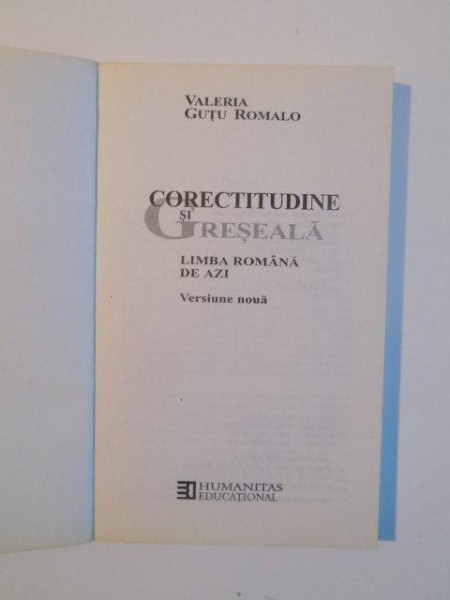 VALERIA
GUȚU ROMALO
CORECTITUDINE
ȘI
GREȘEALĂ
LIMBA ROMÂNĂ
DE AZI
Versiune nouă
HUMANITAS
EDUCAȚIONAL